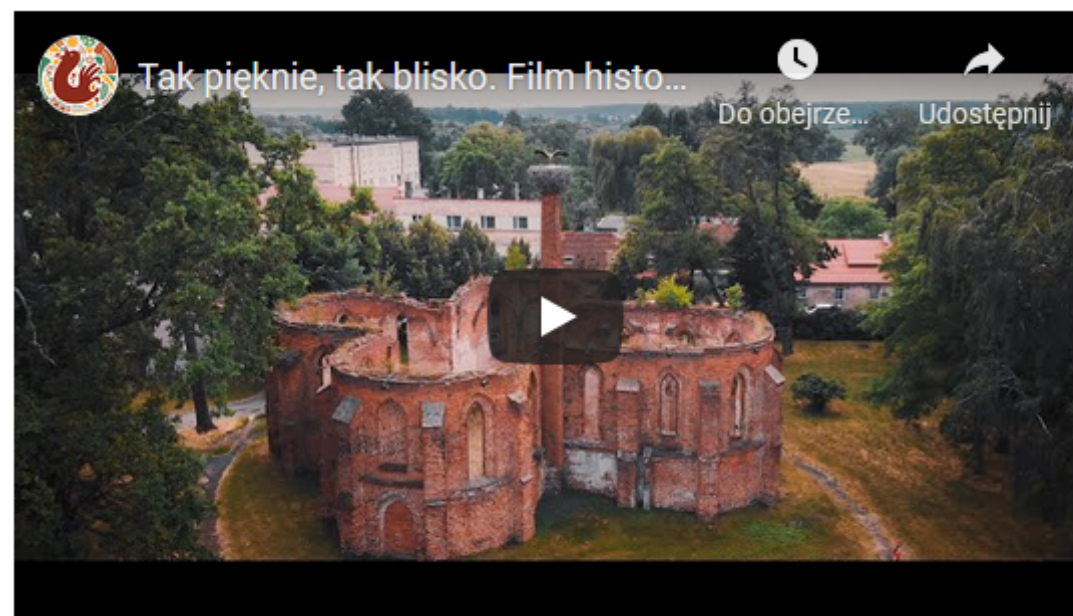 Tak pięknie, tak blisko. Film histo...
Do obejrze...
Udostępnij